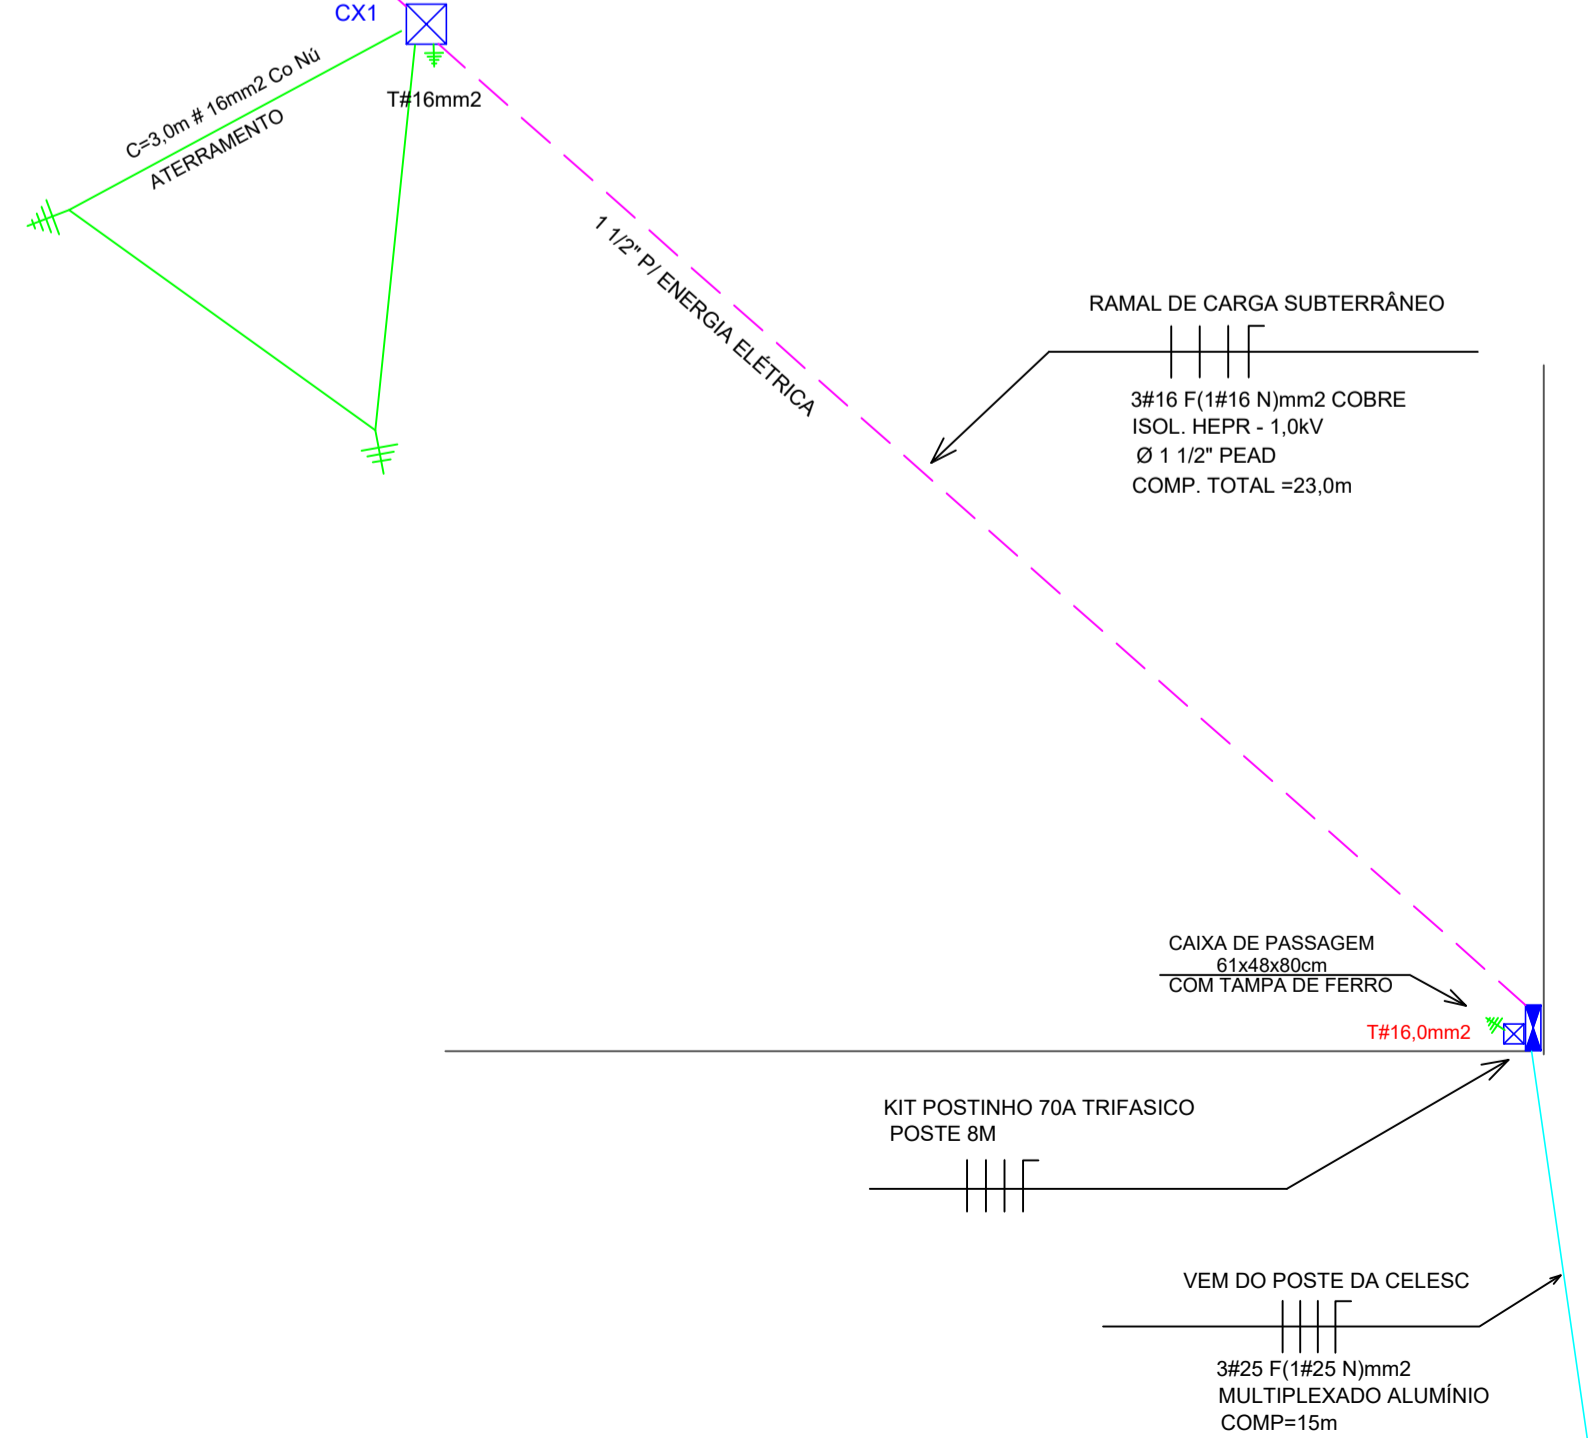 CX1
C=3,0m # 16mm2 Co Nú
ATERRAMENTO
T#16mm2
1 1/2" P/ ENERGIA ELÉTRICA
RAMAL DE CARGA SUBTERRÂNEO
3#16 F(1#16 N)mm2 COBRE
ISOL. HEPR - 1,0kV
Ø 1 1/2" PEAD
COMP. TOTAL =23,0m
CAIXA DE PASSAGEM
61x48x80cm
COM TAMPA DE FERRO
T#16,0mm2
KIT POSTINHO 70A TRIFASICO
POSTE 8M
VEM DO POSTE DA CELESC
3#25 F(1#25 N)mm2
MULTIPLEXADO ALUMÍNIO
COMP=15m